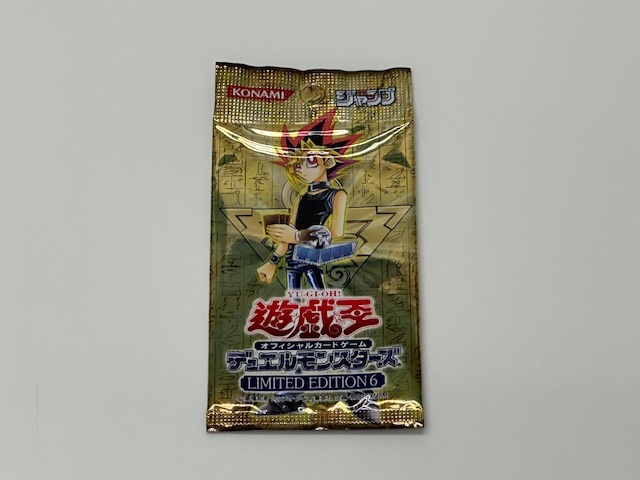 KONAMI
ジャンプ
YU-GI-OH!
遊戯王
オフィシャルカードゲーム
デュエルモンスターズ
LIMITED EDITION 6